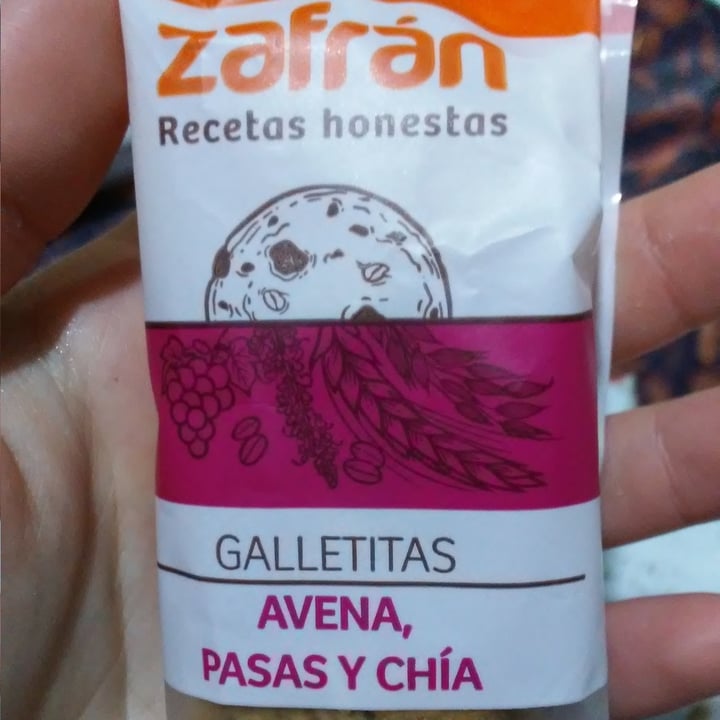 zafrán
Recetas honestas
GALLETITAS
AVENA,
PASAS Y CHÍA